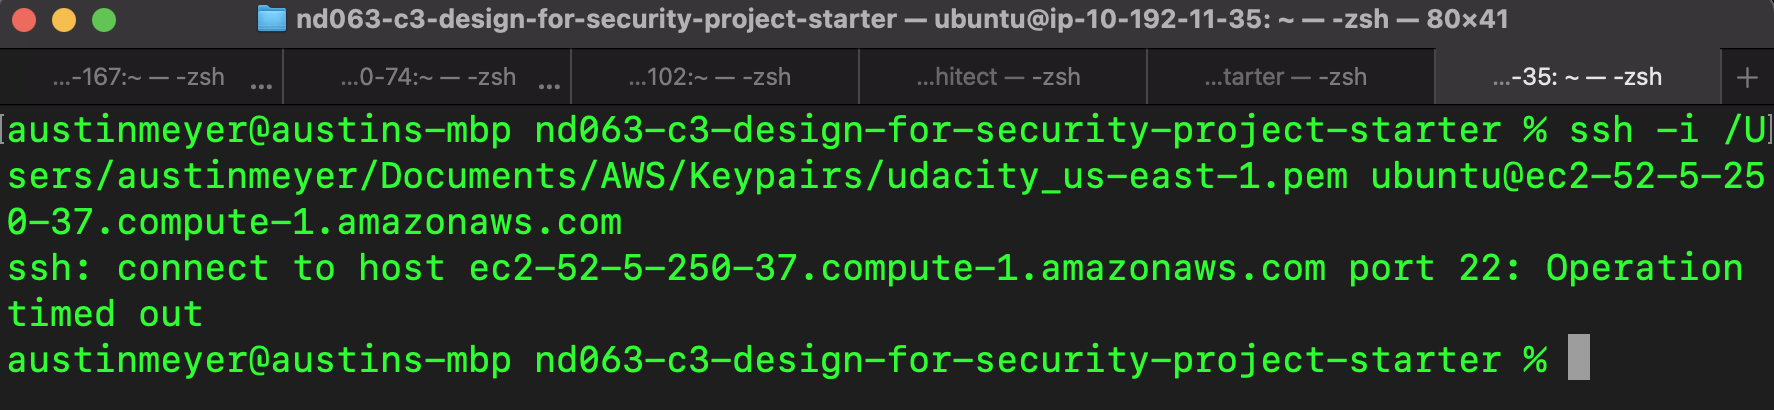 nd063-c3-design-for-security-project-starter — ubuntu@ip-10-192-11-35: ~ — -zsh — 80×41
...-167:~ — -zsh ... ...0-74:~ — -zsh ... ...102:~ — -zsh ...hitect — -zsh ...tarter — -zsh ...-35: ~ — -zsh +
[austinmeyer@austins-mbp nd063-c3-design-for-security-project-starter % ssh -i /U]
sers/austinmeyer/Documents/AWS/Keypairs/udacity_us-east-1.pem ubuntu@ec2-52-5-25
0-37.compute-1.amazonaws.com
ssh: connect to host ec2-52-5-250-37.compute-1.amazonaws.com port 22: Operation
timed out
austinmeyer@austins-mbp nd063-c3-design-for-security-project-starter %